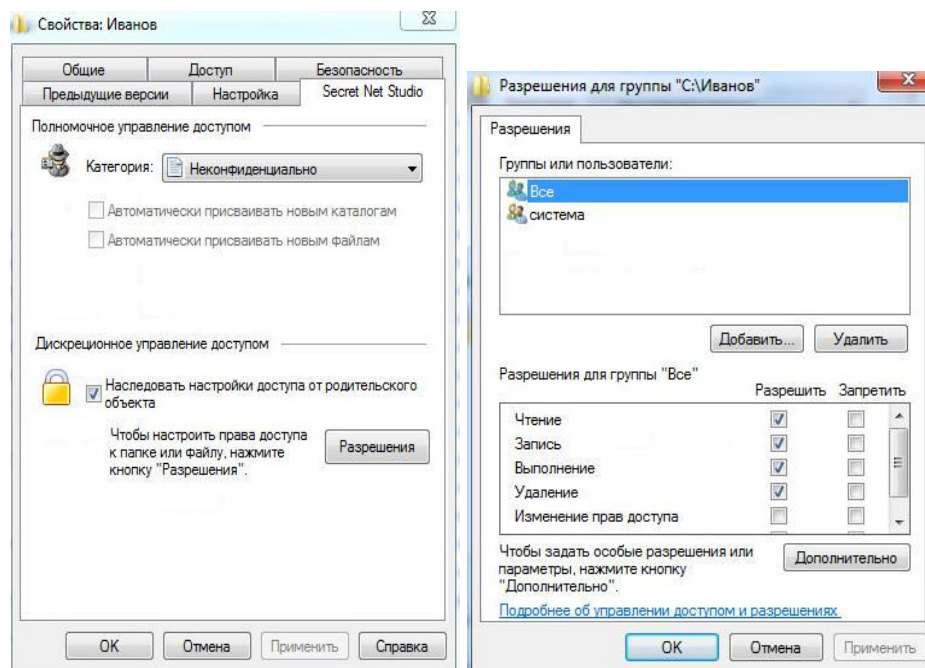 Свойства: Иванов
Общие
Доступ
Безопасность
Предыдущие версии
Настройка
Secret Net Studio
Полномочное управление доступом
Категория:
Неконфиденциально
Автоматически присваивать новым каталогам
Автоматически присваивать новым файлам
Дискреционное управление доступом
Наследовать настройки доступа от родительского
объекта
Чтобы настроить права доступа
к папке или файлу, нажмите
кнопку "Разрешения".
Разрешения
ОК
Отмена
Применить
Справка
Разрешения для группы "C:\Иванов"
Разрешения
Группы или пользователи:
Все
система
Добавить...
Удалить
Разрешения для группы "Все"
Разрешить
Запретить
Чтение
Запись
Выполнение
Удаление
Изменение прав доступа
Чтобы задать особые разрешения или
параметры, нажмите кнопку
"Дополнительно".
Дополнительно
Подробнее об управлении доступом и разрешениях
ОК
Отмена
Применить